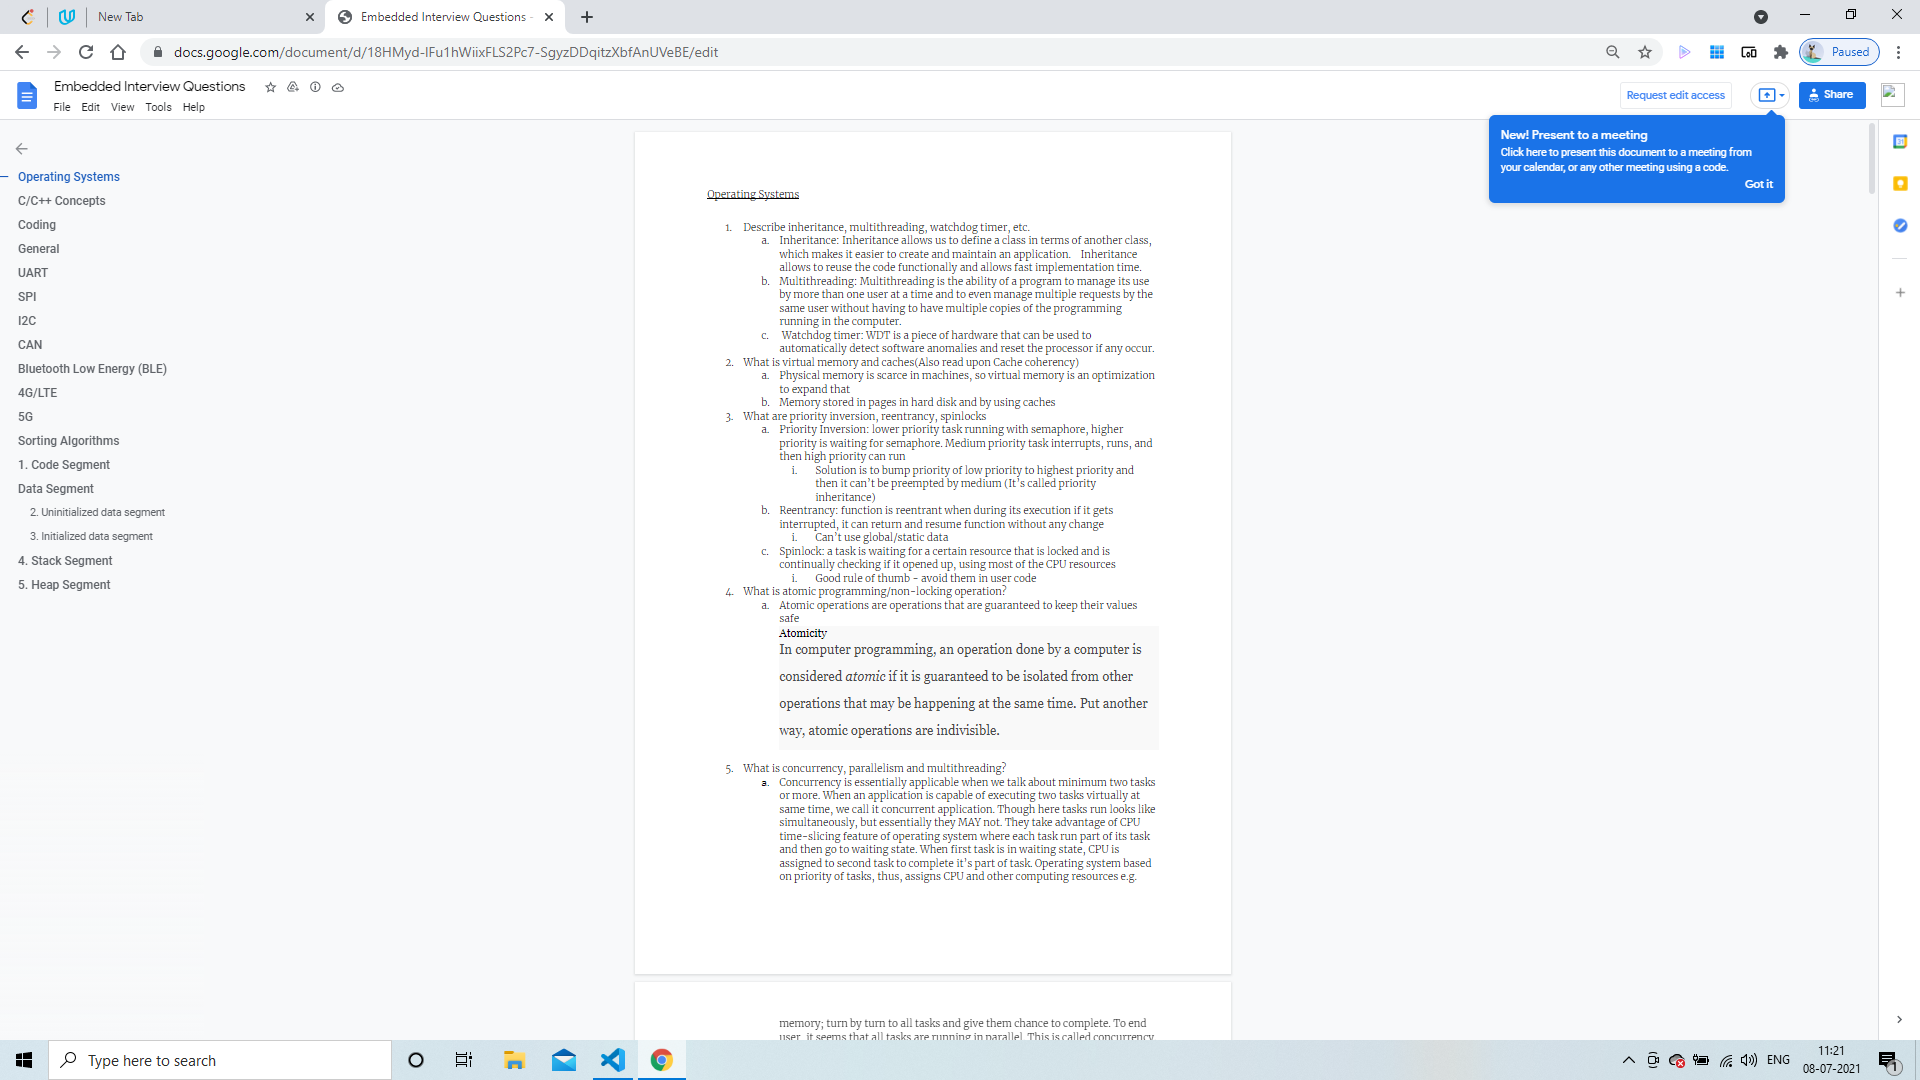 New Tab
Embedded Interview Questions -
docs.google.com/document/d/18HMyd-IFu1hWiixFLS2Pc7-SgyzDDqitzXbfAnUVeBE/edit
Paused
Embedded Interview Questions
File Edit View Tools Help
Request edit access
Share
New! Present to a meeting
Click here to present this document to a meeting from
your calendar, or any other meeting using a code.
Got it
Operating Systems
C/C++ Concepts
Coding
General
UART
SPI
I2C
CAN
Bluetooth Low Energy (BLE)
4G/LTE
5G
Sorting Algorithms
1. Code Segment
Data Segment
2. Uninitialized data segment
3. Initialized data segment
4. Stack Segment
5. Heap Segment
Operating Systems
1. Describe inheritance, multithreading, watchdog timer, etc.
a. Inheritance: Inheritance allows us to define a class in terms of another class,
which makes it easier to create and maintain an application. Inheritance
allows to reuse the code functionally and allows fast implementation time.
b. Multithreading: Multithreading is the ability of a program to manage its use
by more than one user at a time and to even manage multiple requests by the
same user without having to have multiple copies of the programming
running in the computer.
c. Watchdog timer: WDT is a piece of hardware that can be used to
automatically detect software anomalies and reset the processor if any occur.
2. What is virtual memory and caches(Also read upon Cache coherency)
a. Physical memory is scarce in machines, so virtual memory is an optimization
to expand that
b. Memory stored in pages in hard disk and by using caches
3. What are priority inversion, reentrancy, spinlocks
a. Priority Inversion: lower priority task running with semaphore, higher
priority is waiting for semaphore. Medium priority task interrupts, runs, and
then high priority can run
i. Solution is to bump priority of low priority to highest priority and
then it can't be preempted by medium (It's called priority
inheritance)
b. Reentrancy: function is reentrant when during its execution if it gets
interrupted, it can return and resume function without any change
i. Can't use global/static data
c. Spinlock: a task is waiting for a certain resource that is locked and is
continually checking if it opened up, using most of the CPU resources
i. Good rule of thumb - avoid them in user code
4. What is atomic programming/non-locking operation?
a. Atomic operations are operations that are guaranteed to keep their values
safe
Atomicity
In computer programming, an operation done by a computer is
considered atomic if it is guaranteed to be isolated from other
operations that may be happening at the same time. Put another
way, atomic operations are indivisible.
5. What is concurrency, parallelism and multithreading?
a. Concurrency is essentially applicable when we talk about minimum two tasks
or more. When an application is capable of executing two tasks virtually at
same time, we call it concurrent application. Though here tasks run looks like
simultaneously, but essentially they MAY not. They take advantage of CPU
time-slicing feature of operating system where each task run part of its task
and then go to waiting state. When first task is in waiting state, CPU is
assigned to second task to complete it's part of task. Operating system based
on priority of tasks, thus, assigns CPU and other computing resources e.g.
memory; turn by turn to all tasks and give them chance to complete. To end
user, it seems that all tasks are running in parallel. This is called concurrency
31
Type here to search
ENG
11:21
08-07-2021
1